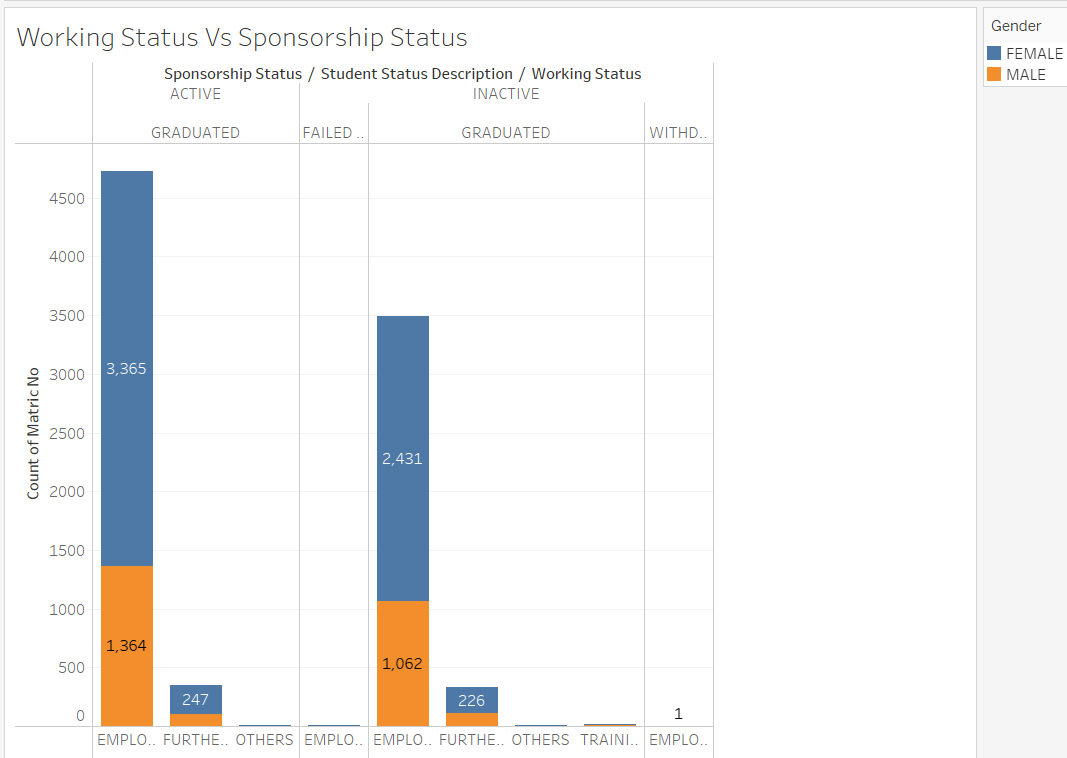 Working Status Vs Sponsorship Status
Gender
FEMALE
MALE
Sponsorship Status / Student Status Description / Working Status
ACTIVE INACTIVE
GRADUATED FAILED .. GRADUATED WITHD..
Count of Matric No
4500
4000
3500
3000
2500
2000
1500
1000
500
0
3,365
1,364
247
2,431
1,062
226
1
EMPLO.. FURTHE.. OTHERS EMPLO.. EMPLO.. FURTHE.. OTHERS TRAINI.. EMPLO..